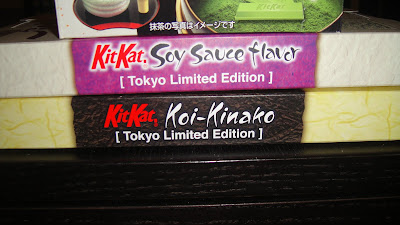 抹茶の写真はイメージです
KitKat. Soy Sauce flavor
[ Tokyo Limited Edition ]
KitKat. Koi-Kinako
[ Tokyo Limited Edition ]